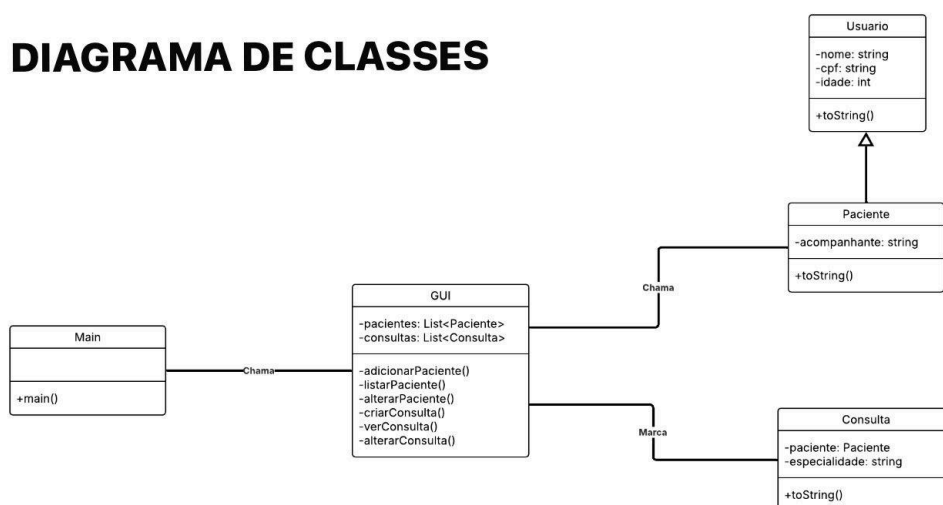 DIAGRAMA DE CLASSES
Usuario
-nome: string
-cpf: string
-idade: int
+toString()
Paciente
-acompanhante: string
+toString()
Chama
GUI
-pacientes: List<Paciente>
-consultas: List<Consulta>
-adicionarPaciente()
-listarPaciente()
-alterarPaciente()
-criarConsulta()
-verConsulta()
-alterarConsulta()
Main
+main()
Chama
Marca
Consulta
-paciente: Paciente
-especialidade: string
+toString()